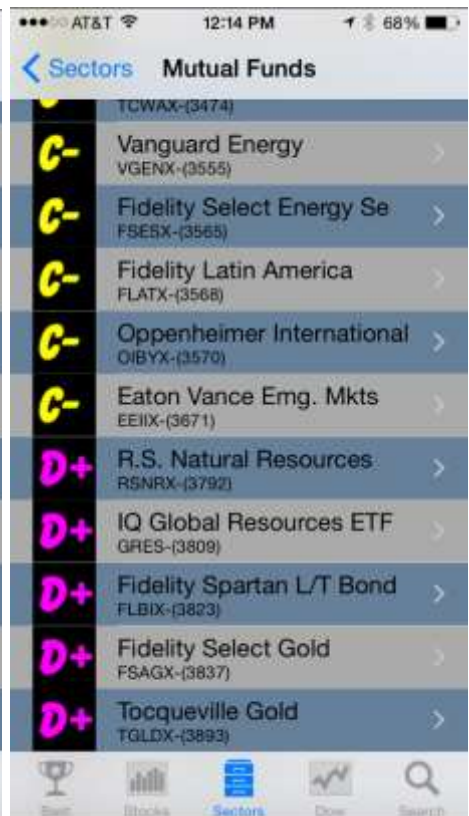 AT&T 12:14 PM 68%
Sectors Mutual Funds
C-
TCWAX-(3474)
C- Vanguard Energy
VGENX-(3555)
C- Fidelity Select Energy Se
FSESX-(3565)
C- Fidelity Latin America
FLATX-(3568)
C- Oppenheimer International
OIBYX-(3570)
C- Eaton Vance Emg. Mkts
EEIIX-(3671)
D+ R.S. Natural Resources
RSNRX-(3792)
D+ IQ Global Resources ETF
GRES-(3809)
D+ Fidelity Spartan L/T Bond
FLBIX-(3823)
D+ Fidelity Select Gold
FSAGX-(3837)
D+ Tocqueville Gold
TGLDX-(3893)
Best Stocks Sectors Dow Search